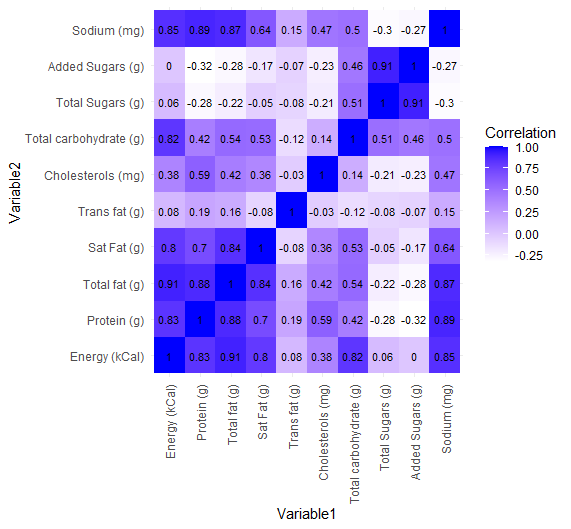 Variable2
Sodium (mg) 0.85 0.89 0.87 0.64 0.15 0.47 0.5 -0.3 -0.27 1
Added Sugars (g) 0 -0.32 -0.28 -0.17 -0.07 -0.23 0.46 0.91 1 -0.27
Total Sugars (g) 0.06 -0.28 -0.22 -0.05 -0.08 -0.21 0.51 1 0.91 -0.3
Total carbohydrate (g) 0.82 0.42 0.54 0.53 -0.12 0.14 1 0.51 0.46 0.5
Cholesterols (mg) 0.38 0.59 0.42 0.36 -0.03 1 0.14 -0.21 -0.23 0.47
Trans fat (g) 0.08 0.19 0.16 -0.08 1 -0.03 -0.12 -0.08 -0.07 0.15
Sat Fat (g) 0.8 0.7 0.84 1 -0.08 0.36 0.53 -0.05 -0.17 0.64
Total fat (g) 0.91 0.88 1 0.84 0.16 0.42 0.54 -0.22 -0.28 0.87
Protein (g) 0.83 1 0.88 0.7 0.19 0.59 0.42 -0.28 -0.32 0.89
Energy (kCal) 1 0.83 0.91 0.8 0.08 0.38 0.82 0.06 0 0.85
Energy (kCal)
Protein (g)
Total fat (g)
Sat Fat (g)
Trans fat (g)
Cholesterols (mg)
Total carbohydrate (g)
Total Sugars (g)
Added Sugars (g)
Sodium (mg)
Variable1
Correlation
1.00
0.75
0.50
0.25
0.00
-0.25